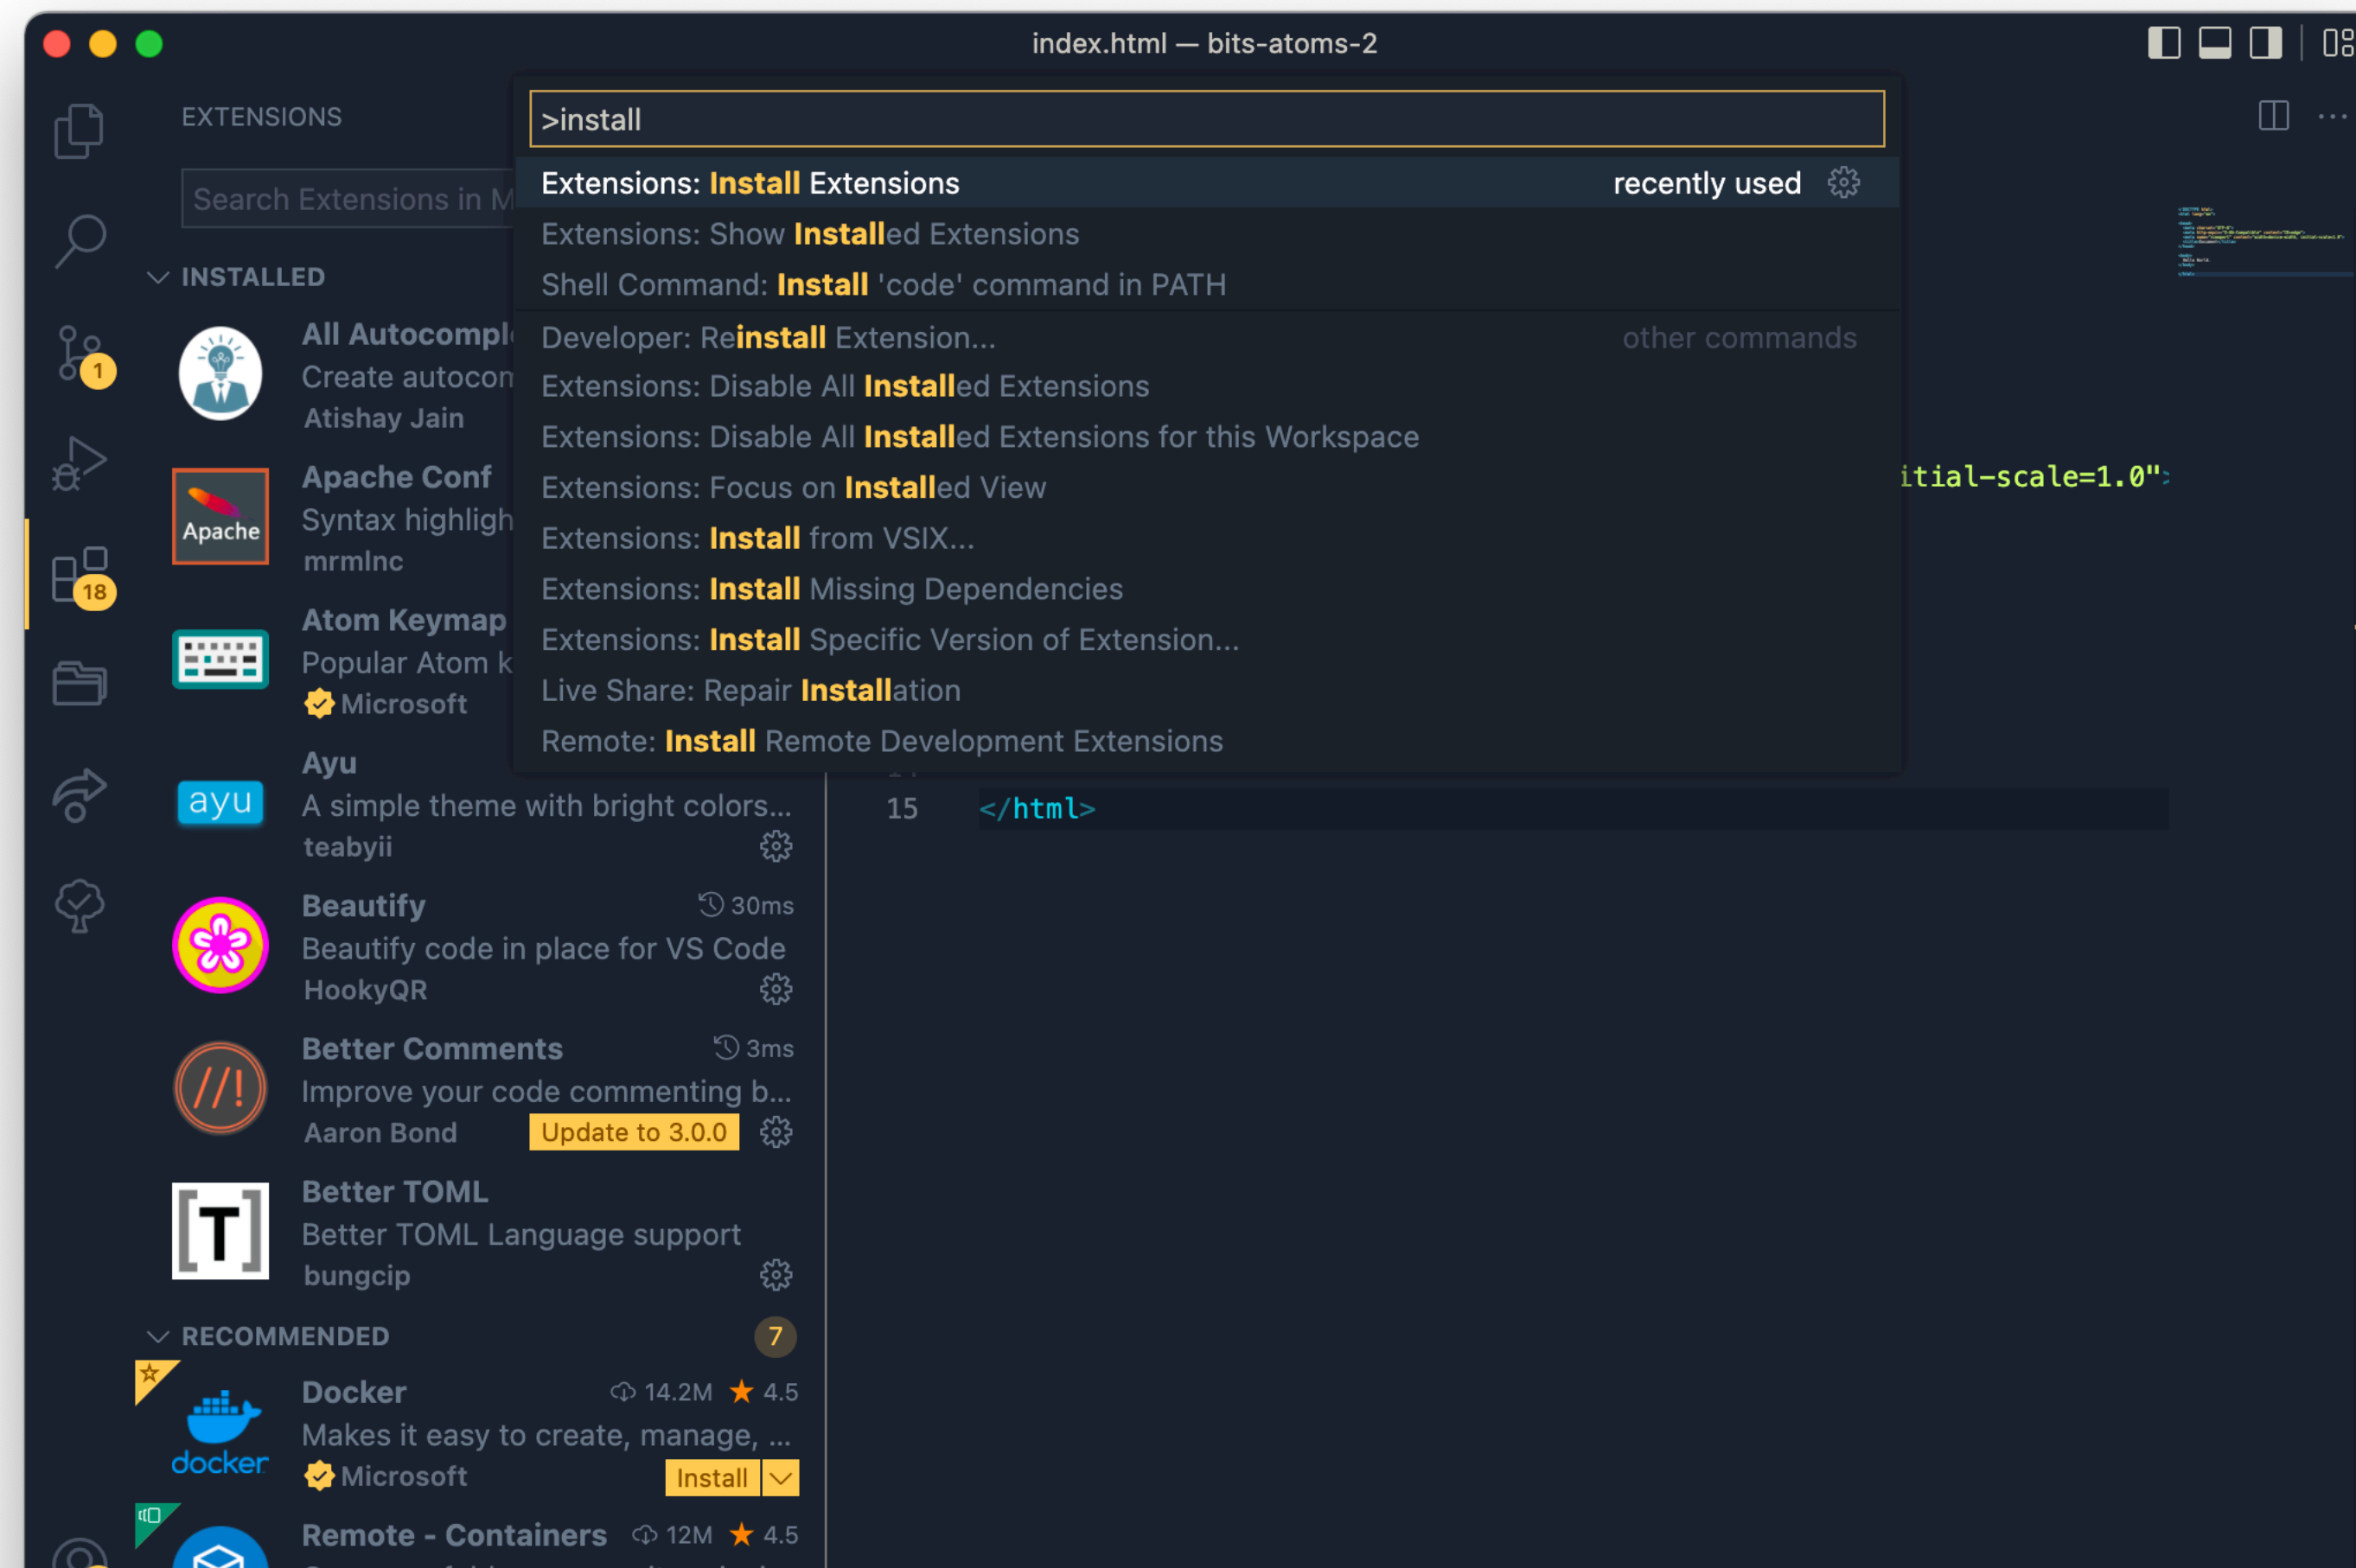 index.html — bits-atoms-2
EXTENSIONS
Search Extensions in M
INSTALLED
All Autocompl
Create autocom
Atishay Jain
1
Apache
Apache Conf
Syntax highligh
mrmlnc
18
Atom Keymap
Popular Atom k
Microsoft
ayu
Ayu
A simple theme with bright colors...
teabyii
Beautify
30ms
Beautify code in place for VS Code
HookyQR
//!
Better Comments
3ms
Improve your code commenting b...
Aaron Bond
Update to 3.0.0
[T]
Better TOML
Better TOML Language support
bungcip
RECOMMENDED
7
docker
Docker
14.2M
4.5
Makes it easy to create, manage, ...
Microsoft
Install
Remote - Containers
12M
4.5
>install
Extensions: Install Extensions
recently used
Extensions: Show Installed Extensions
Shell Command: Install 'code' command in PATH
Developer: Reinstall Extension...
other commands
Extensions: Disable All Installed Extensions
Extensions: Disable All Installed Extensions for this Workspace
Extensions: Focus on Installed View
Extensions: Install from VSIX...
Extensions: Install Missing Dependencies
Extensions: Install Specific Version of Extension...
Live Share: Repair Installation
Remote: Install Remote Development Extensions
itial-scale=1.0">
15 </html>